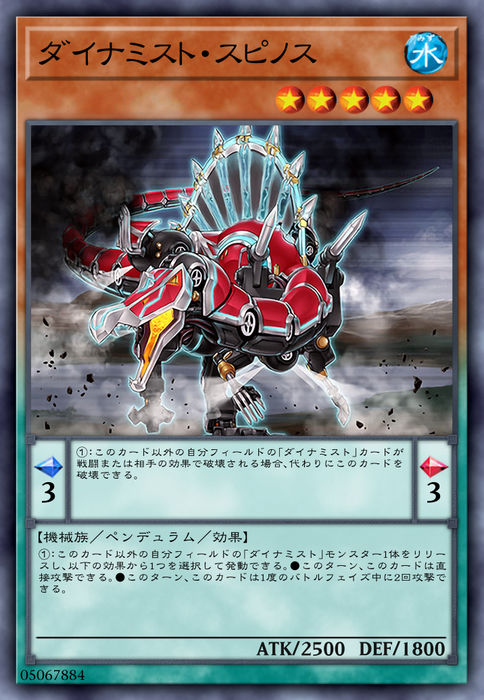 ダイナミスト・スピノス
水
①:このカード以外の自分フィールドの「ダイナミスト」カードが
戦闘または相手の効果で破壊される場合、代わりにこのカードを
破壊できる。
3
3
【機械族/ペンデュラム/効果】
①:このカード以外の自分フィールドの「ダイナミスト」モンスター1体をリリー
スし、以下の効果から1つを選択して発動できる。●このターン、このカードは直
接攻撃できる。●このターン、このカードは1度のバトルフェイズ中に2回攻撃で
きる。
ATK/2500 DEF/1800
05067884